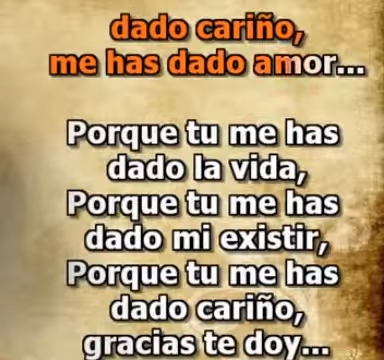 dado cariño,
me has dado amor...
Porque tu me has
dado la vida,
Porque tu me has
dado mi existir,
Porque tu me has
dado cariño,
gracias te doy...